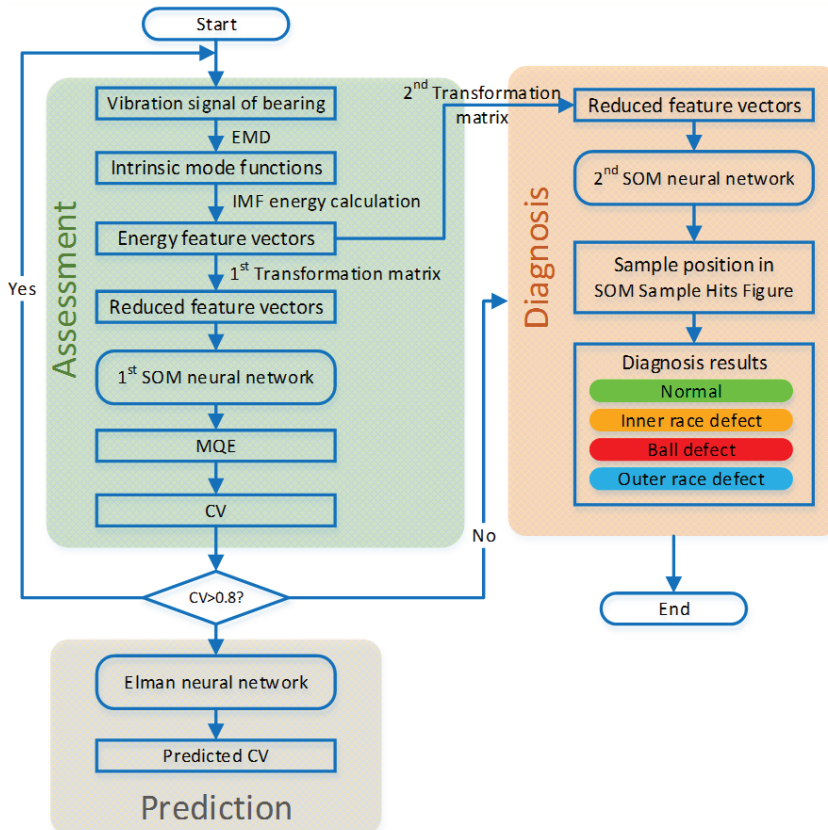 Start
Assessment
Vibration signal of bearing
EMD
Intrinsic mode functions
IMF energy calculation
Energy feature vectors
1st Transformation matrix
Reduced feature vectors
1st SOM neural network
MQE
CV
Yes
CV>0.8?
No
2nd Transformation
matrix
Diagnosis
Reduced feature vectors
2nd SOM neural network
Sample position in
SOM Sample Hits Figure
Diagnosis results
Normal
Inner race defect
Ball defect
Outer race defect
End
Elman neural network
Predicted CV
Prediction